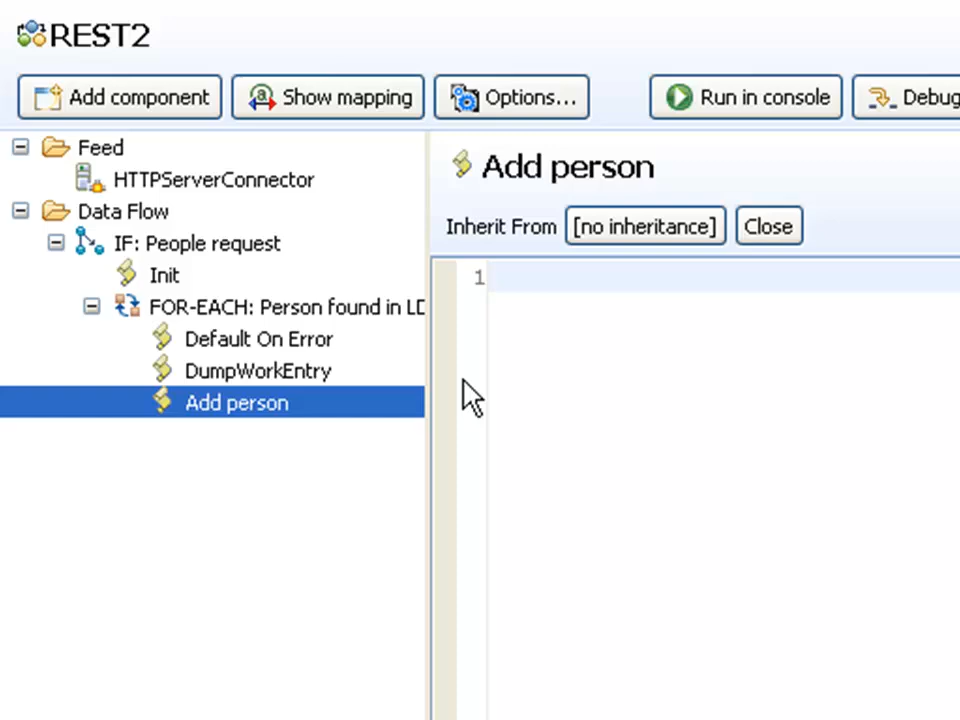 REST2
Add component
Show mapping
Options...
Run in console
Debug
Feed
HTTPServerConnector
Data Flow
IF: People request
Init
FOR-EACH: Person found in LD
Default On Error
DumpWorkEntry
Add person
Add person
Inherit From
[no inheritance]
Close
1